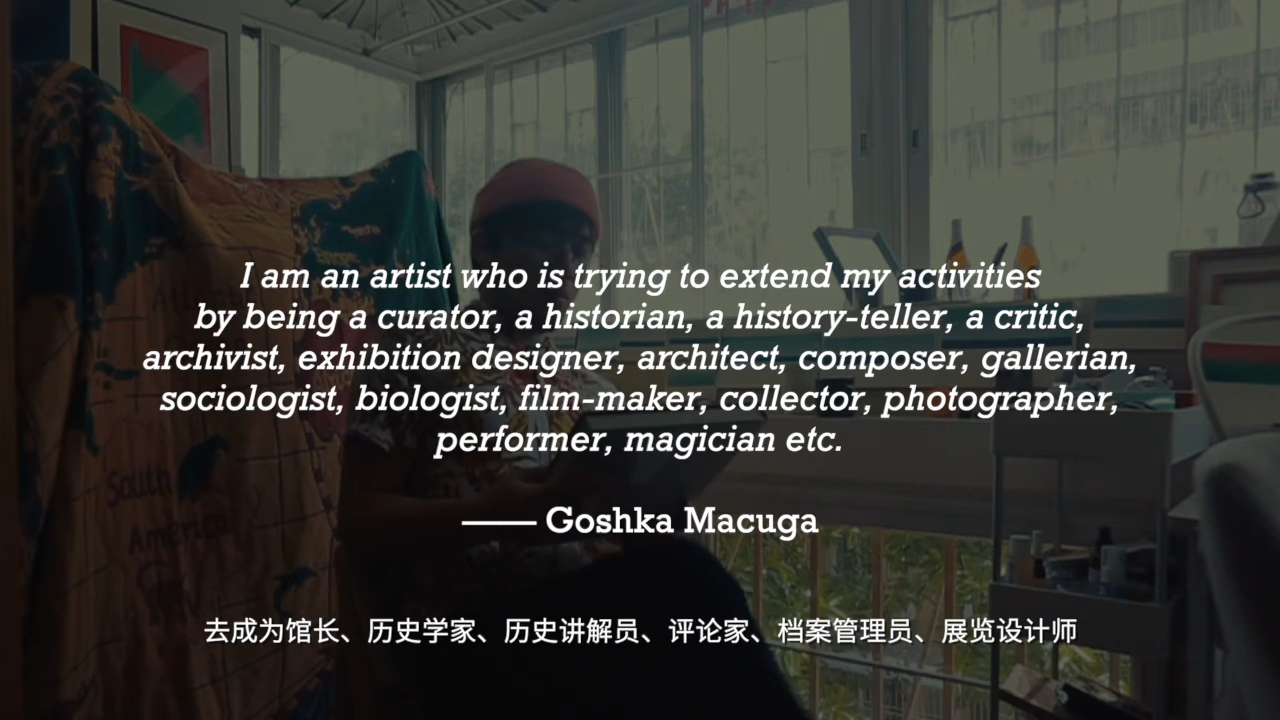 I am an artist who is trying to extend my activities
by being a curator, a historian, a history-teller, a critic,
archivist, exhibition designer, architect, composer, gallerian,
sociologist, biologist, film-maker, collector, photographer,
performer, magician etc.
—— Goshka Macuga
去成为馆长、历史学家、历史讲解员、评论家、档案管理员、展览设计师
South
America